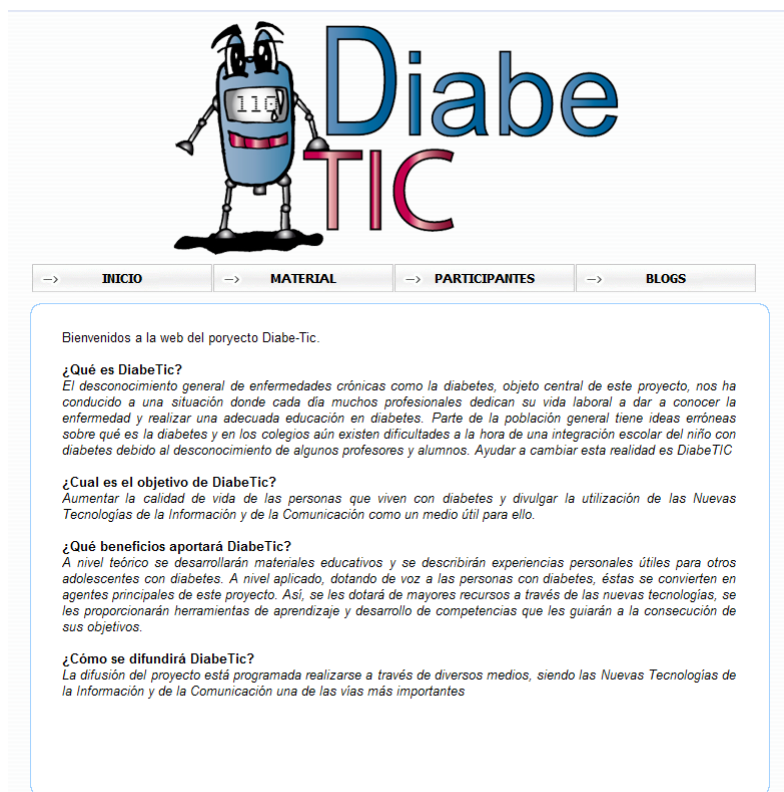 Diabe
110
TIC
--> INICIO --> MATERIAL --> PARTICIPANTES --> BLOGS
Bienvenidos a la web del poryecto Diabe-Tic.
¿Qué es DiabeTic?
El desconocimiento general de enfermedades crónicas como la diabetes, objeto central de este proyecto, nos ha
conducido a una situación donde cada día muchos profesionales dedican su vida laboral a dar a conocer la
enfermedad y realizar una adecuada educación en diabetes. Parte de la población general tiene ideas erróneas
sobre qué es la diabetes y en los colegios aún existen dificultades a la hora de una integración escolar del niño con
diabetes debido al desconocimiento de algunos profesores y alumnos. Ayudar a cambiar esta realidad es DiabeTIC
¿Cual es el objetivo de DiabeTic?
Aumentar la calidad de vida de las personas que viven con diabetes y divulgar la utilización de las Nuevas
Tecnologías de la Información y de la Comunicación como un medio útil para ello.
¿Qué beneficios aportará DiabeTic?
A nivel teórico se desarrollarán materiales educativos y se describirán experiencias personales útiles para otros
adolescentes con diabetes. A nivel aplicado, dotando de voz a las personas con diabetes, éstas se convierten en
agentes principales de este proyecto. Así, se les dotará de mayores recursos a través de las nuevas tecnologías, se
les proporcionarán herramientas de aprendizaje y desarrollo de competencias que les guiarán a la consecución de
sus objetivos.
¿Cómo se difundirá DiabeTic?
La difusión del proyecto está programada realizarse a través de diversos medios, siendo las Nuevas Tecnologías de
la Información y de la Comunicación una de las vías más importantes